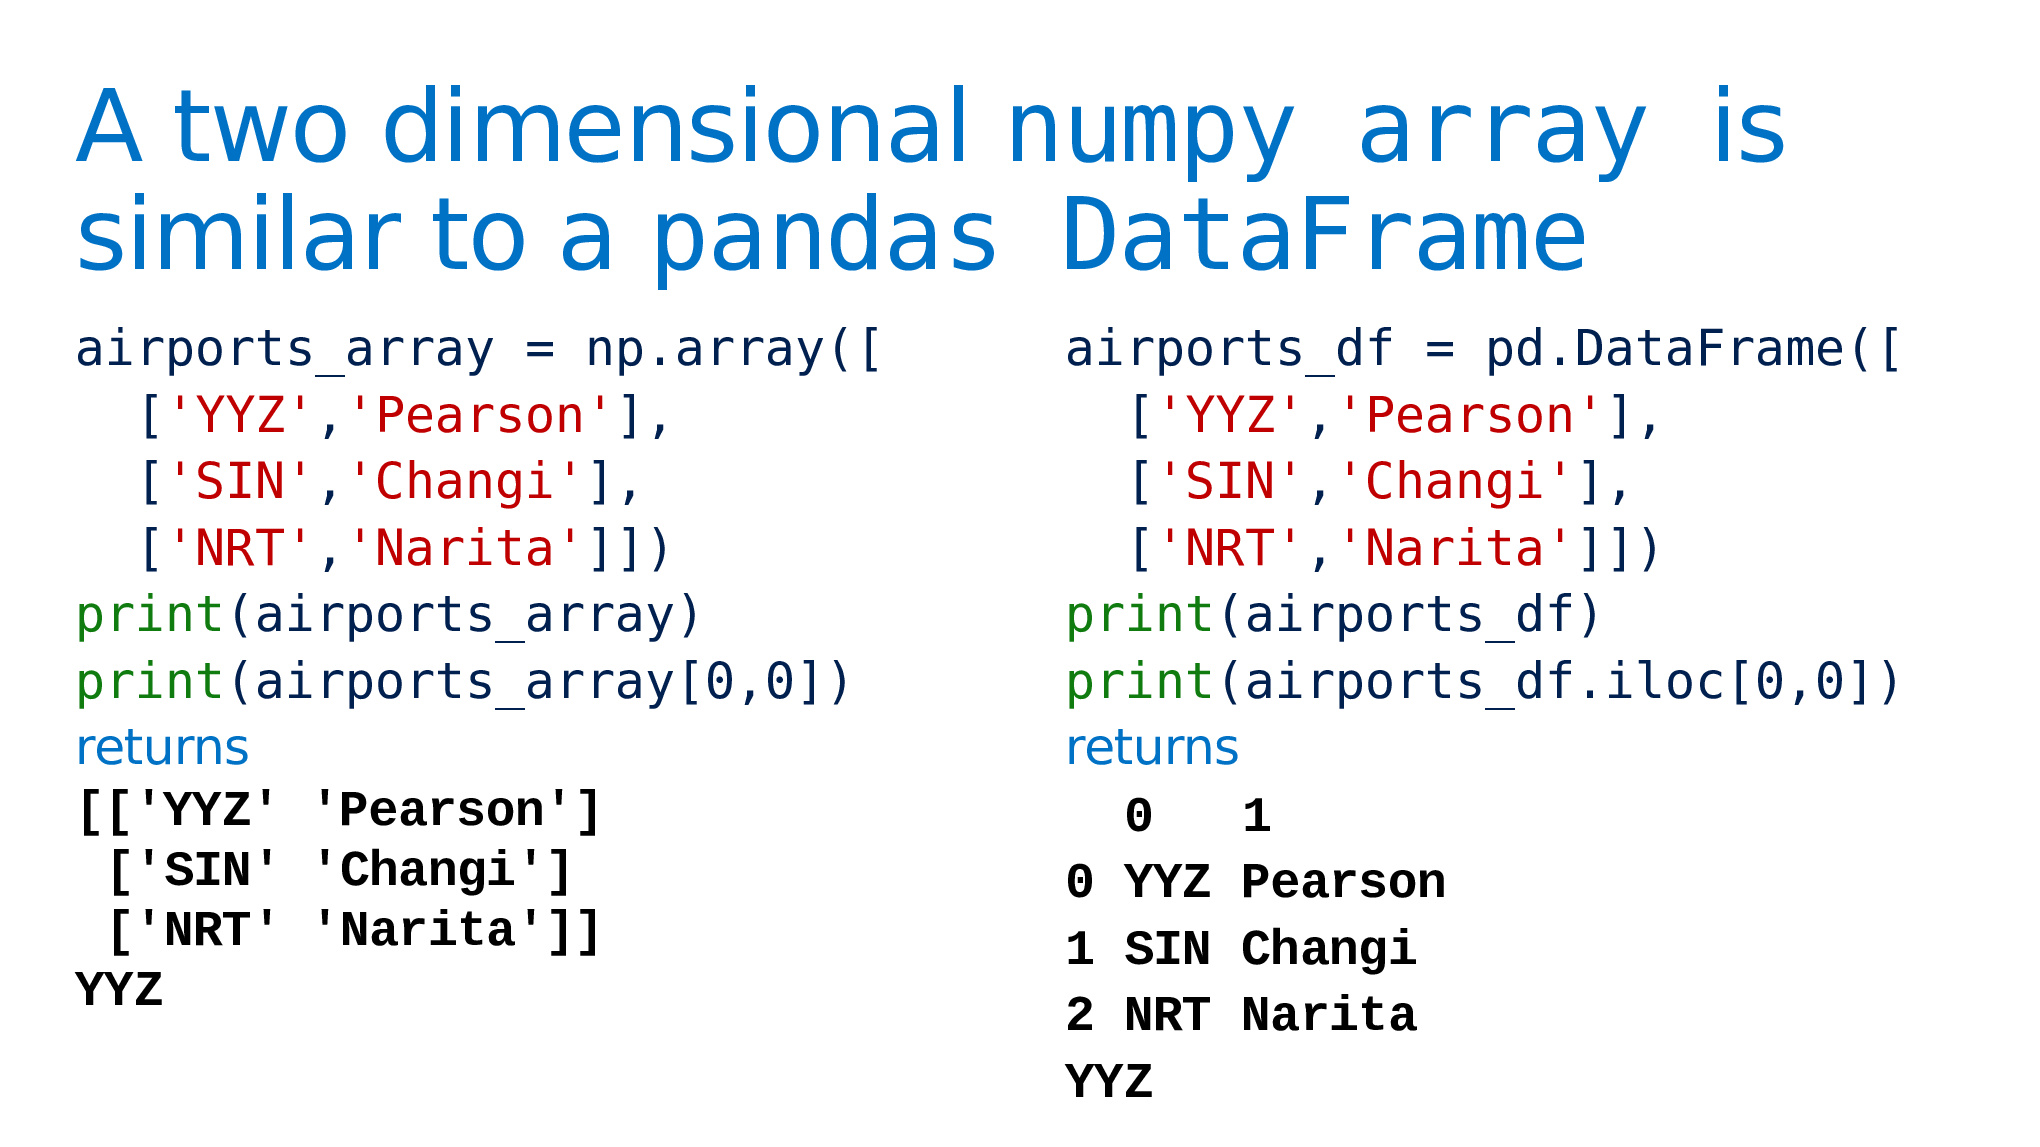 A two dimensional numpy array is
similar to a pandas DataFrame
airports_array = np.array([
  ['YYZ','Pearson'],
  ['SIN','Changi'],
  ['NRT','Narita']])
print(airports_array)
print(airports_array[0,0])
returns
[['YYZ' 'Pearson']
 ['SIN' 'Changi']
 ['NRT' 'Narita']]
YYZ
airports_df = pd.DataFrame([
  ['YYZ','Pearson'],
  ['SIN','Changi'],
  ['NRT','Narita']])
print(airports_df)
print(airports_df.iloc[0,0])
returns
  0   1
0 YYZ Pearson
1 SIN Changi
2 NRT Narita
YYZ